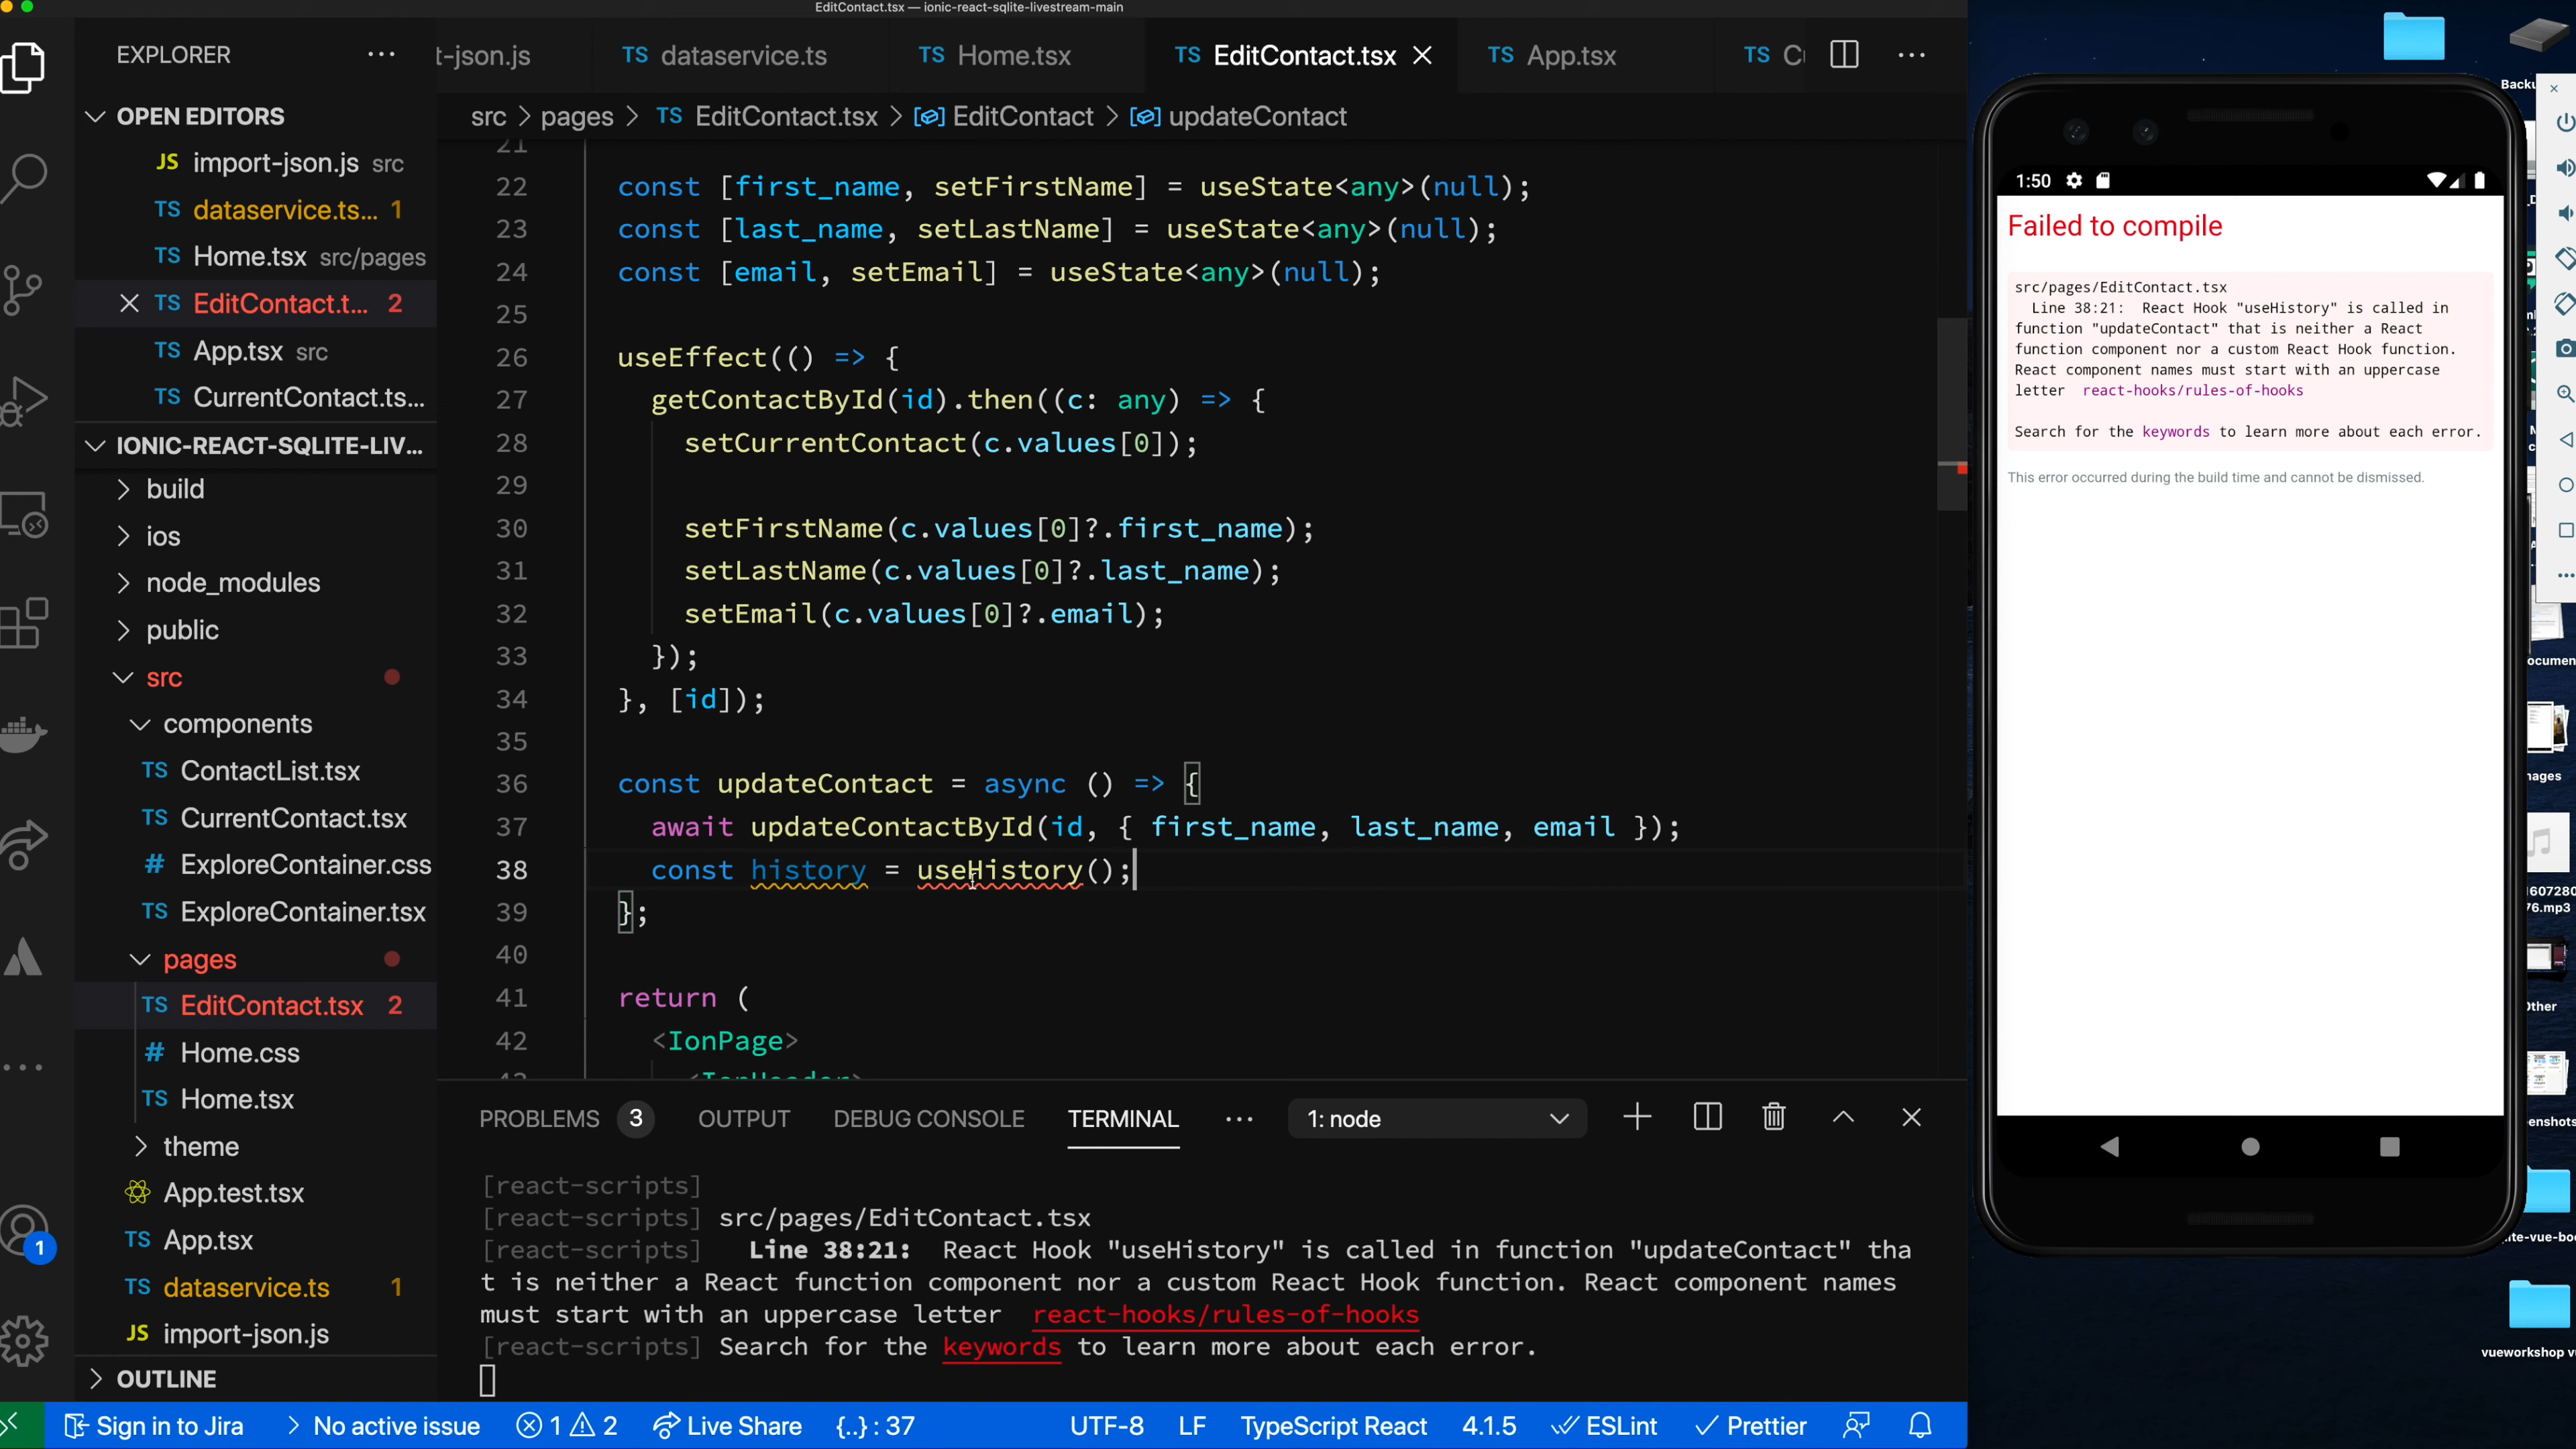 EditContact.tsx — ionic-react-sqlite-livestream-main
EXPLORER
OPEN EDITORS
JS import-json.js src
TS dataservice.ts... 1
TS Home.tsx src/pages
TS EditContact.t... 2
TS App.tsx src
TS CurrentContact.ts...
IONIC-REACT-SQLITE-LIV...
build
ios
node_modules
public
src
components
TS ContactList.tsx
TS CurrentContact.tsx
# ExploreContainer.css
TS ExploreContainer.tsx
pages
TS EditContact.tsx 2
# Home.css
TS Home.tsx
theme
App.test.tsx
TS App.tsx
TS dataservice.ts 1
JS import-json.js
OUTLINE
1
t-json.js TS dataservice.ts TS Home.tsx TS EditContact.tsx TS App.tsx TS
src > pages > TS EditContact.tsx > EditContact > updateContact
21
22 const [first_name, setFirstName] = useState<any>(null);
23 const [last_name, setLastName] = useState<any>(null);
24 const [email, setEmail] = useState<any>(null);
25
26 useEffect(() => {
27 getContactById(id).then((c: any) => {
28 setCurrentContact(c.values[0]);
29
30 setFirstName(c.values[0]?.first_name);
31 setLastName(c.values[0]?.last_name);
32 setEmail(c.values[0]?.email);
33 });
34 }, [id]);
35
36 const updateContact = async () => {
37 await updateContactById(id, { first_name, last_name, email });
38 const history = useHistory();
39 };
40
41 return (
42 <IonPage>
43 <IonHeader>
PROBLEMS 3 OUTPUT DEBUG CONSOLE TERMINAL 1: node
[react-scripts]
[react-scripts] src/pages/EditContact.tsx
[react-scripts] Line 38:21: React Hook "useHistory" is called in function "updateContact" tha
t is neither a React function component nor a custom React Hook function. React component names
must start with an uppercase letter react-hooks/rules-of-hooks
[react-scripts] Search for the keywords to learn more about each error.
Sign in to Jira > No active issue 1 2 Live Share {..} : 37 UTF-8 LF TypeScript React 4.1.5 ESLint Prettier
1:50
Failed to compile
src/pages/EditContact.tsx
Line 38:21: React Hook "useHistory" is called in
function "updateContact" that is neither a React
function component nor a custom React Hook function.
React component names must start with an uppercase
letter react-hooks/rules-of-hooks
Search for the keywords to learn more about each error.
This error occurred during the build time and cannot be dismissed.
76.mp3
vueworkshop